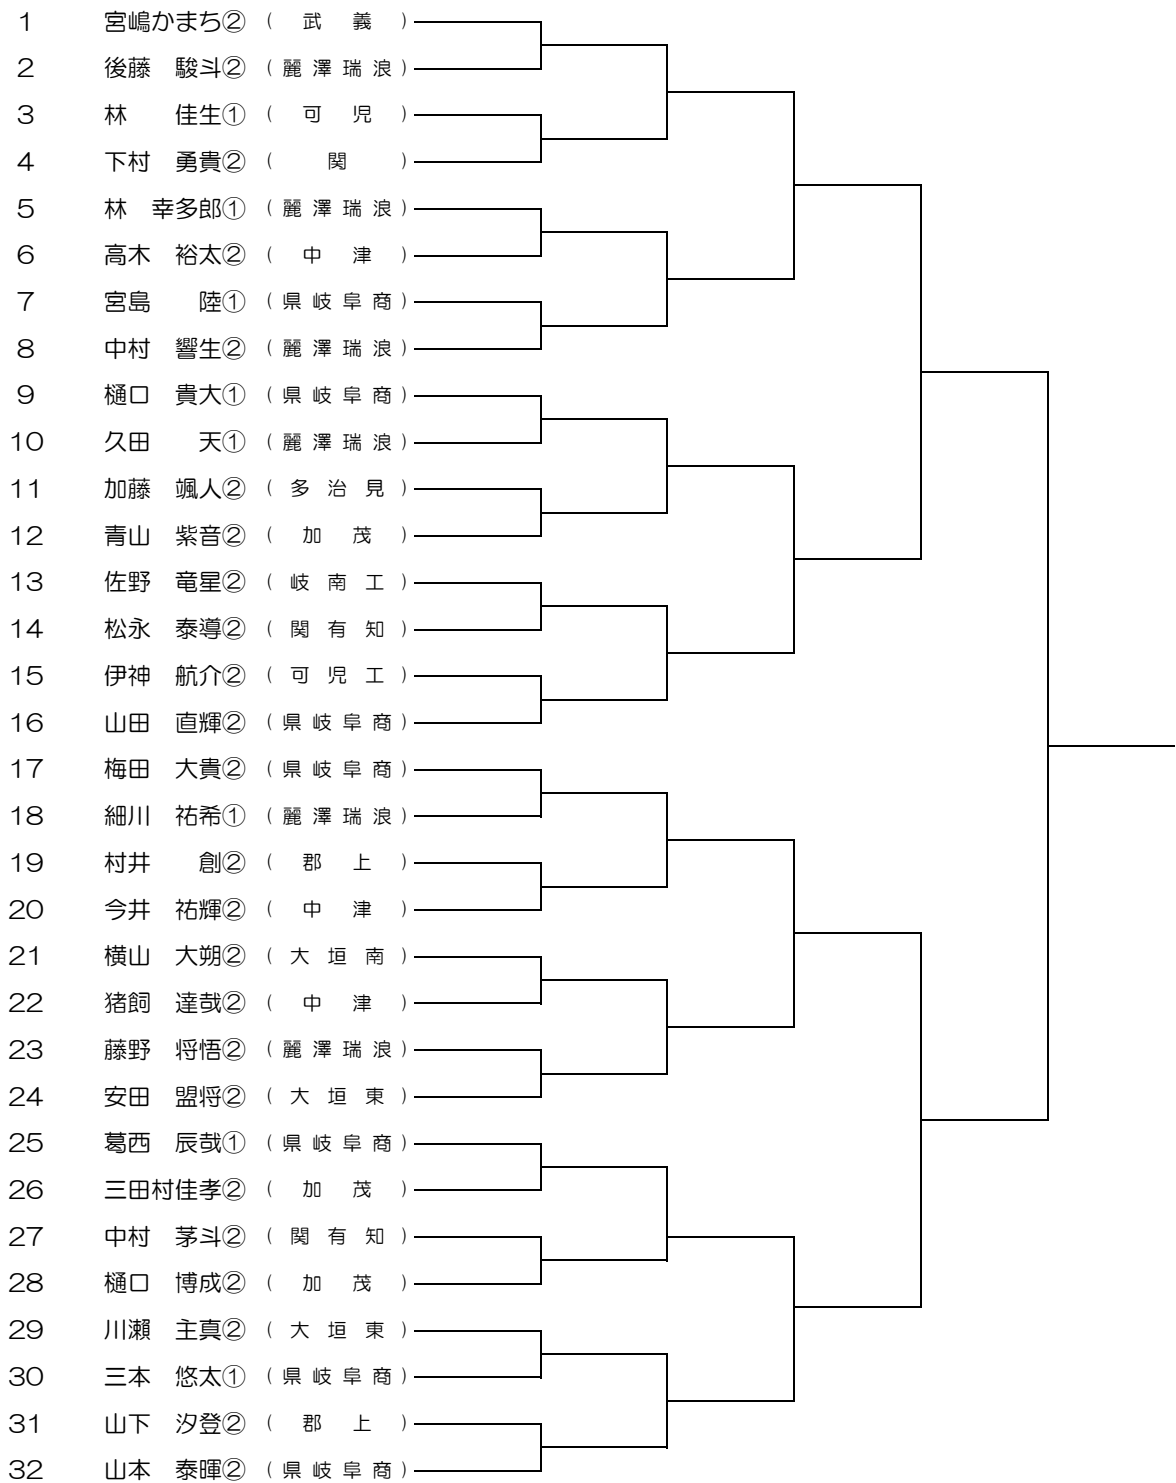 1 宮嶋かまち② ( 武 義 )
2 後藤 駿斗② ( 麗 澤 瑞 浪 )
3 林 佳生① ( 可 児 )
4 下村 勇貴② ( 関 )
5 林 幸多郎① ( 麗 澤 瑞 浪 )
6 高木 裕太② ( 中 津 )
7 宮島 陸① ( 県 岐 阜 商 )
8 中村 響生② ( 麗 澤 瑞 浪 )
9 樋口 貴大① ( 県 岐 阜 商 )
10 久田 天① ( 麗 澤 瑞 浪 )
11 加藤 颯人② ( 多 治 見 )
12 青山 紫音② ( 加 茂 )
13 佐野 竜星② ( 岐 南 工 )
14 松永 泰導② ( 関 有 知 )
15 伊神 航介② ( 可 児 工 )
16 山田 直輝② ( 県 岐 阜 商 )
17 梅田 大貴② ( 県 岐 阜 商 )
18 細川 祐希① ( 麗 澤 瑞 浪 )
19 村井 創② ( 郡 上 )
20 今井 祐輝② ( 中 津 )
21 横山 大朔② ( 大 垣 南 )
22 猪飼 達哉② ( 中 津 )
23 藤野 将悟② ( 麗 澤 瑞 浪 )
24 安田 盟将② ( 大 垣 東 )
25 葛西 辰哉① ( 県 岐 阜 商 )
26 三田村佳孝② ( 加 茂 )
27 中村 茅斗② ( 関 有 知 )
28 樋口 博成② ( 加 茂 )
29 川瀬 主真② ( 大 垣 東 )
30 三本 悠太① ( 県 岐 阜 商 )
31 山下 汐登② ( 郡 上 )
32 山本 泰暉② ( 県 岐 阜 商 )